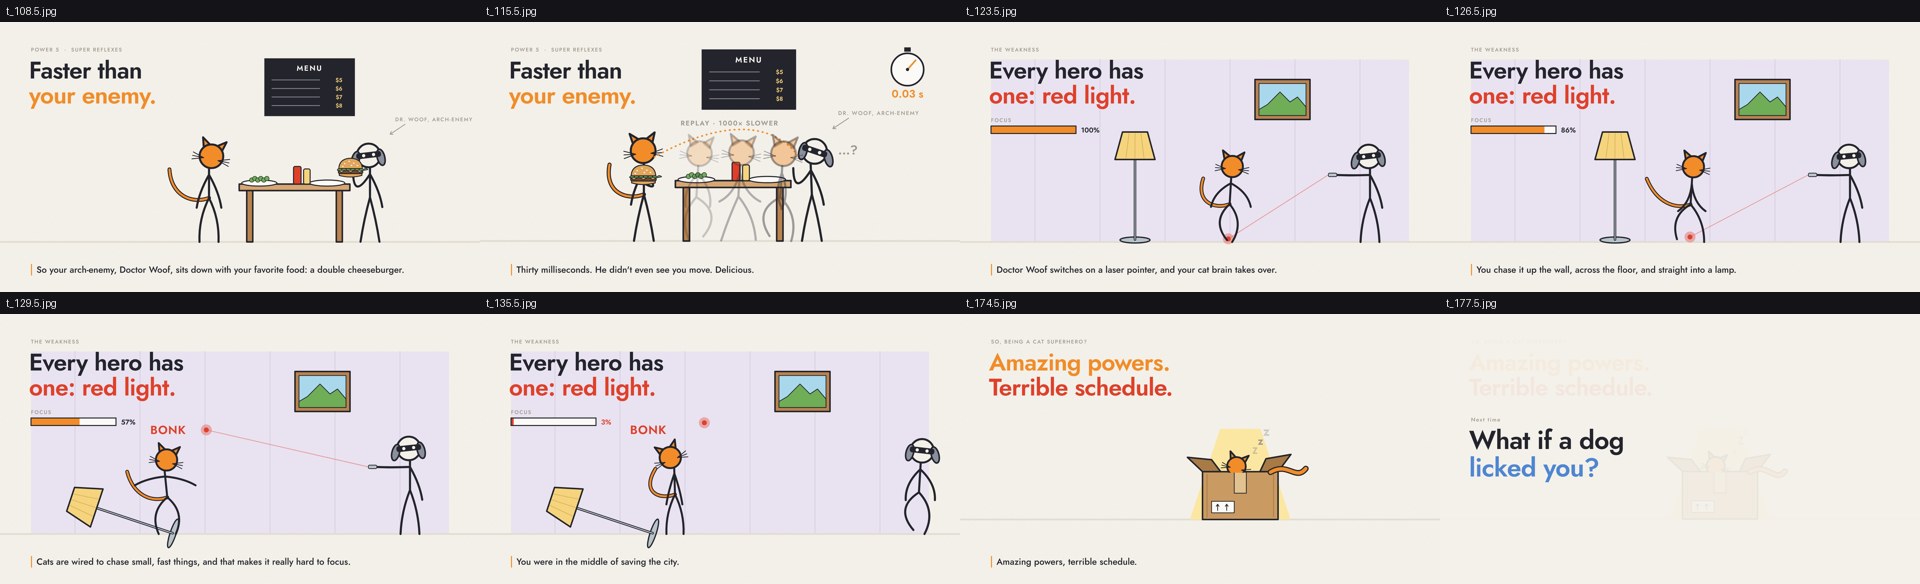 t_108.5.jpg
POWER 5 · SUPER REFLEXES
Faster than
your enemy.
MENU
$5
$6
$7
$8
DR. WOOF, ARCH-ENEMY
So your arch-enemy, Doctor Woof, sits down with your favorite food: a double cheeseburger.
t_115.5.jpg
POWER 5 · SUPER REFLEXES
Faster than
your enemy.
MENU
$5
$6
$7
$8
0.03 s
DR. WOOF, ARCH-ENEMY
REPLAY · 1000× SLOWER
...?
Thirty milliseconds. He didn't even see you move. Delicious.
t_123.5.jpg
THE WEAKNESS
Every hero has
one: red light.
FOCUS
100%
Doctor Woof switches on a laser pointer, and your cat brain takes over.
t_126.5.jpg
THE WEAKNESS
Every hero has
one: red light.
FOCUS
86%
You chase it up the wall, across the floor, and straight into a lamp.
t_129.5.jpg
THE WEAKNESS
Every hero has
one: red light.
FOCUS
57%
BONK
Cats are wired to chase small, fast things, and that makes it really hard to focus.
t_135.5.jpg
THE WEAKNESS
Every hero has
one: red light.
FOCUS
3%
BONK
You were in the middle of saving the city.
t_174.5.jpg
SO, BEING A CAT SUPERHERO?
Amazing powers.
Terrible schedule.
z
z
z
Amazing powers, terrible schedule.
t_177.5.jpg
Amazing powers.
Terrible schedule.
Next time
What if a dog
licked you?